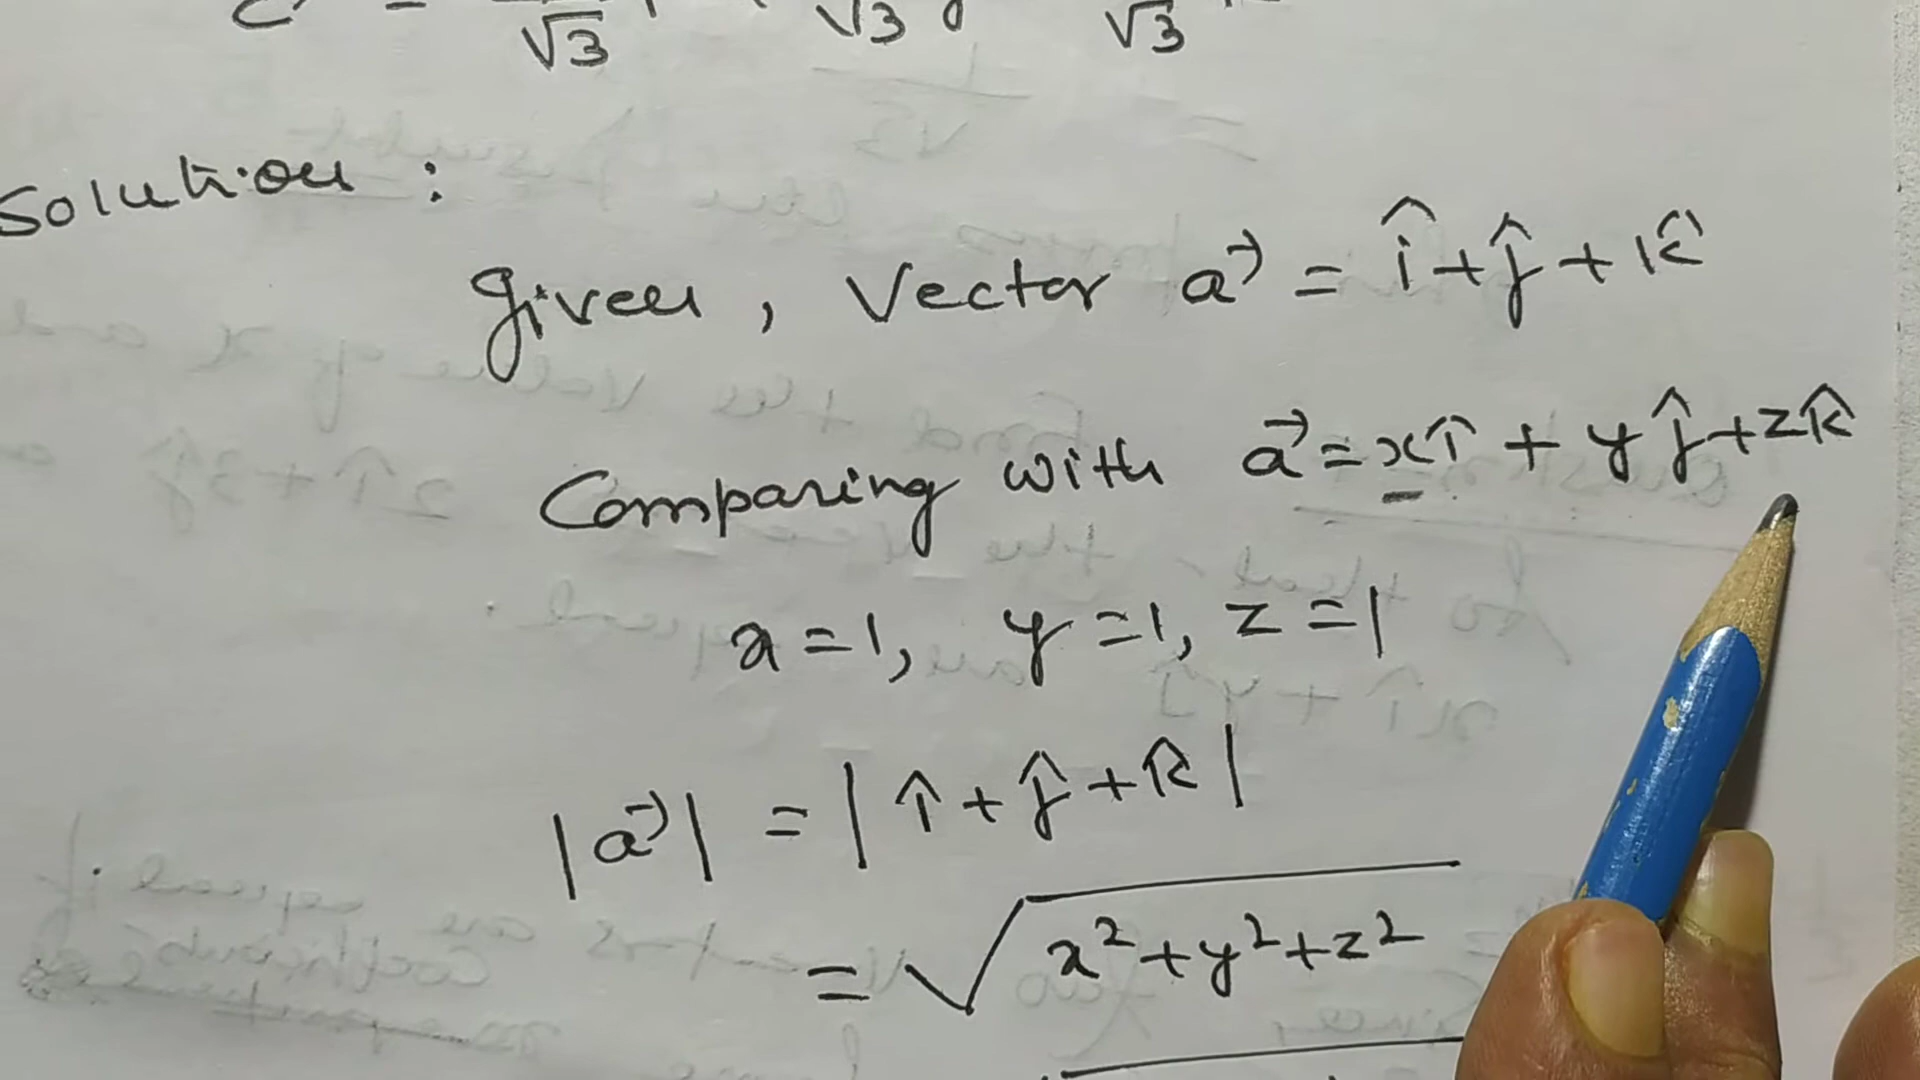 √3 √3 √3
Solution :
Given, Vector a⃗ = î + ĵ + k̂
Comparing with a⃗ = xî + yĵ + zk̂
x = 1, y = 1, z = 1
|a⃗| = | î + ĵ + k̂ |
= √x² + y² + z²